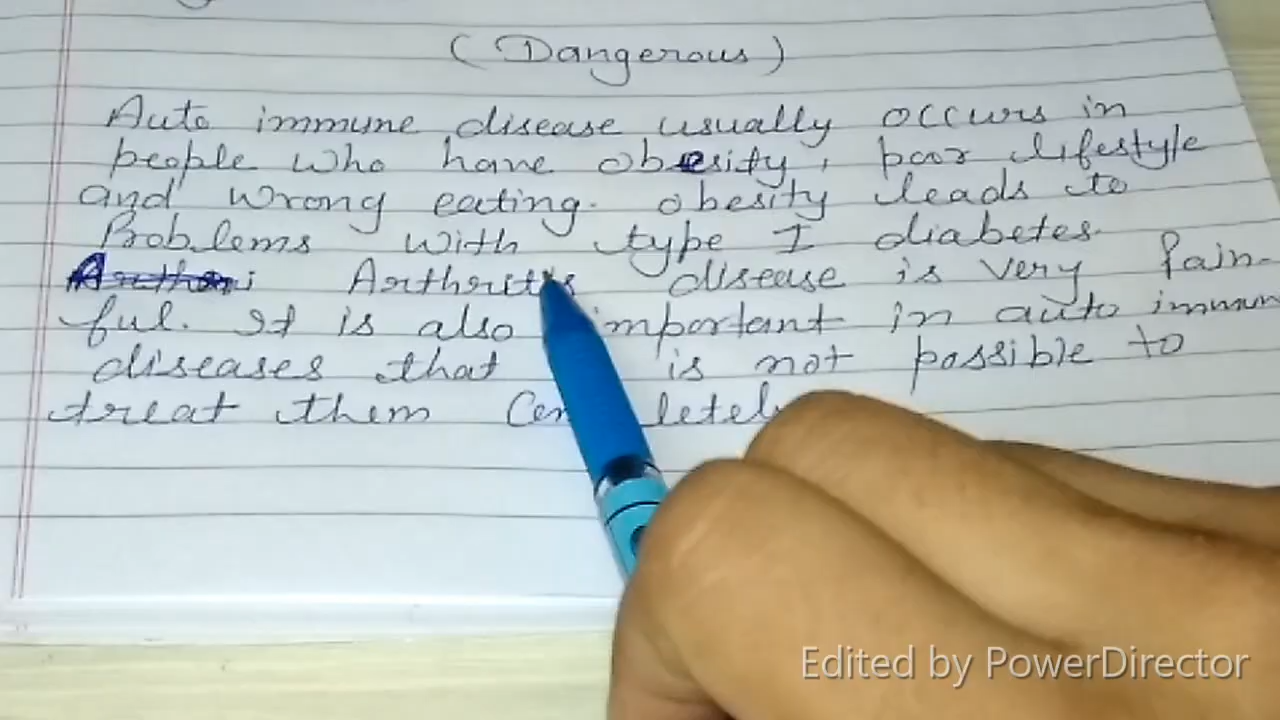 ( Dangerous )
Auto immune disease usually occurs in
people who have obesity, poor lifestyle
and wrong eating. obesity leads to
Problems with type I diabetes.
Arthritis disease is very Pain-
ful. It is also important in auto immun
diseases that is not possible to
treat them
Edited by PowerDirector